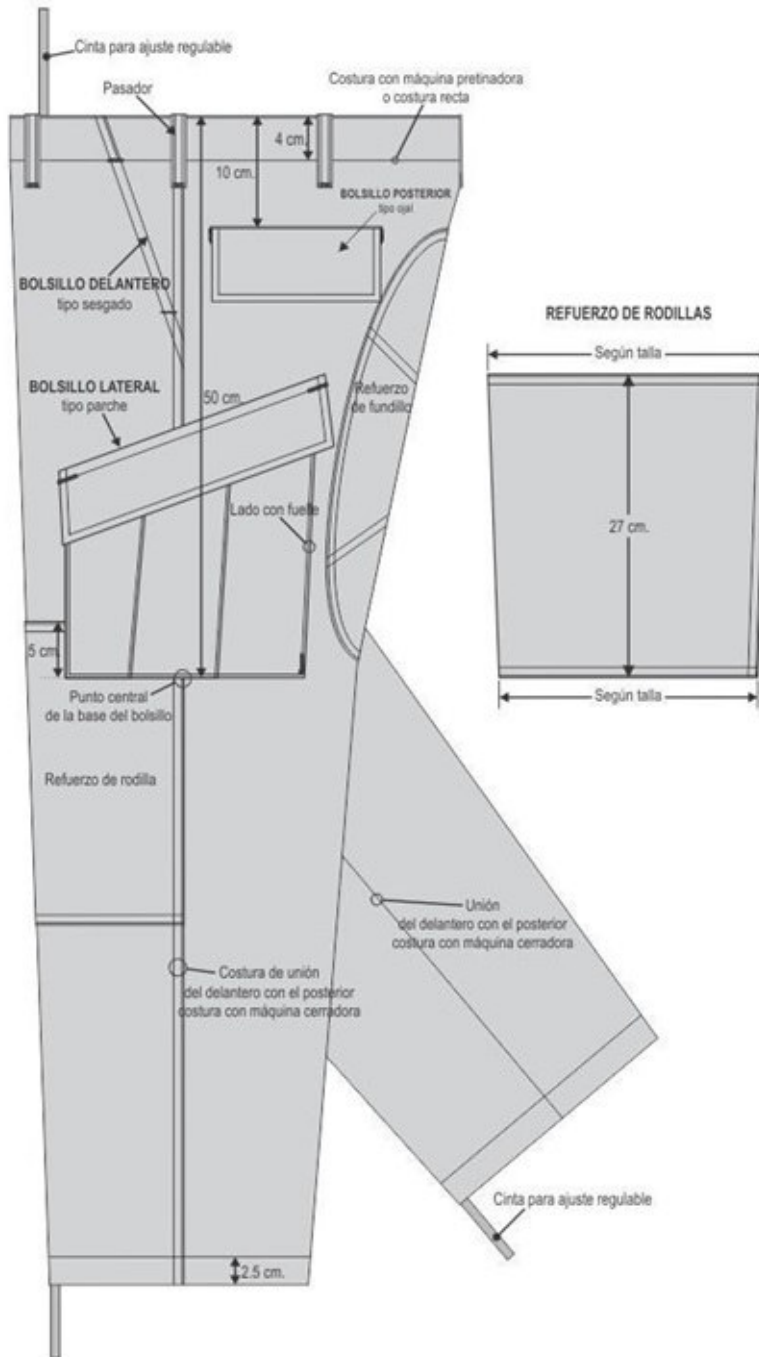 Cinta para ajuste regulable
Pasador
Costura con máquina pretinadora
o costura recta
4 cm.
10 cm.
BOLSILLO POSTERIOR
tipo ojal
BOLSILLO DELANTERO
tipo sesgado
REFUERZO DE RODILLAS
Según talla
BOLSILLO LATERAL
tipo parche
50 cm.
Refuerzo
de fundillo
Lado con fuelle
27 cm.
5 cm.
Según talla
Punto central
de la base del bolsillo
Refuerzo de rodilla
Unión
del delantero con el posterior
costura con máquina cerradora
Costura de unión
del delantero con el posterior
costura con máquina cerradora
Cinta para ajuste regulable
2.5 cm.